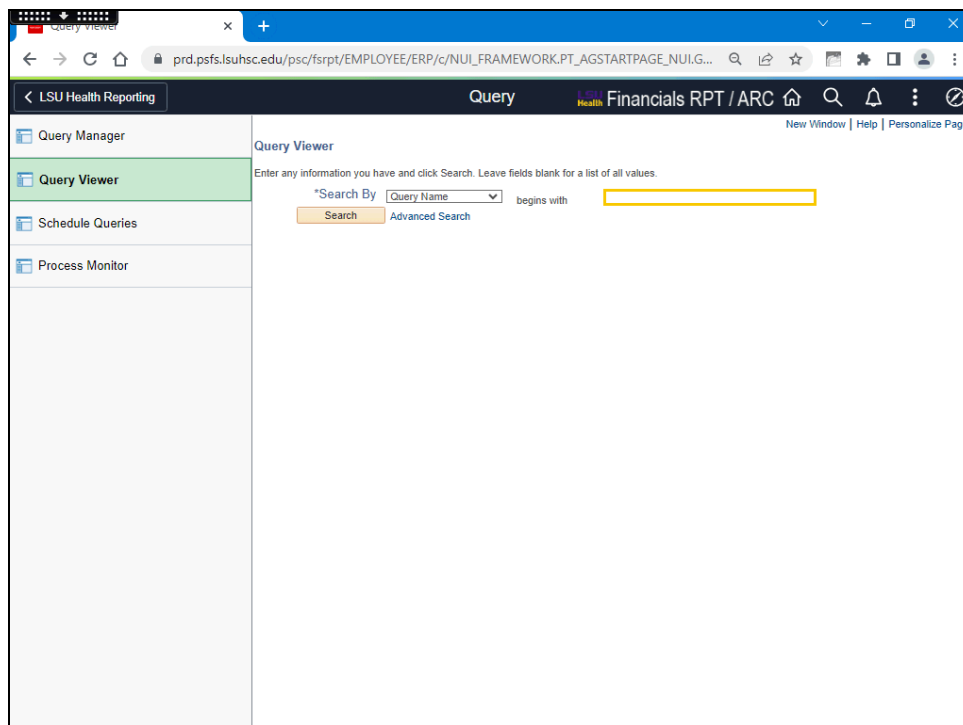 Query Viewer
prd.psfs.lsuhsc.edu/psc/fsrpt/EMPLOYEE/ERP/c/NUI_FRAMEWORK.PT_AGSTARTPAGE_NUI.G...
LSU Health Reporting
Query
LSU Health Financials RPT / ARC
New Window | Help | Personalize Pag
Query Manager
Query Viewer
Schedule Queries
Process Monitor
Query Viewer
Enter any information you have and click Search. Leave fields blank for a list of all values.
*Search By Query Name begins with
Search Advanced Search